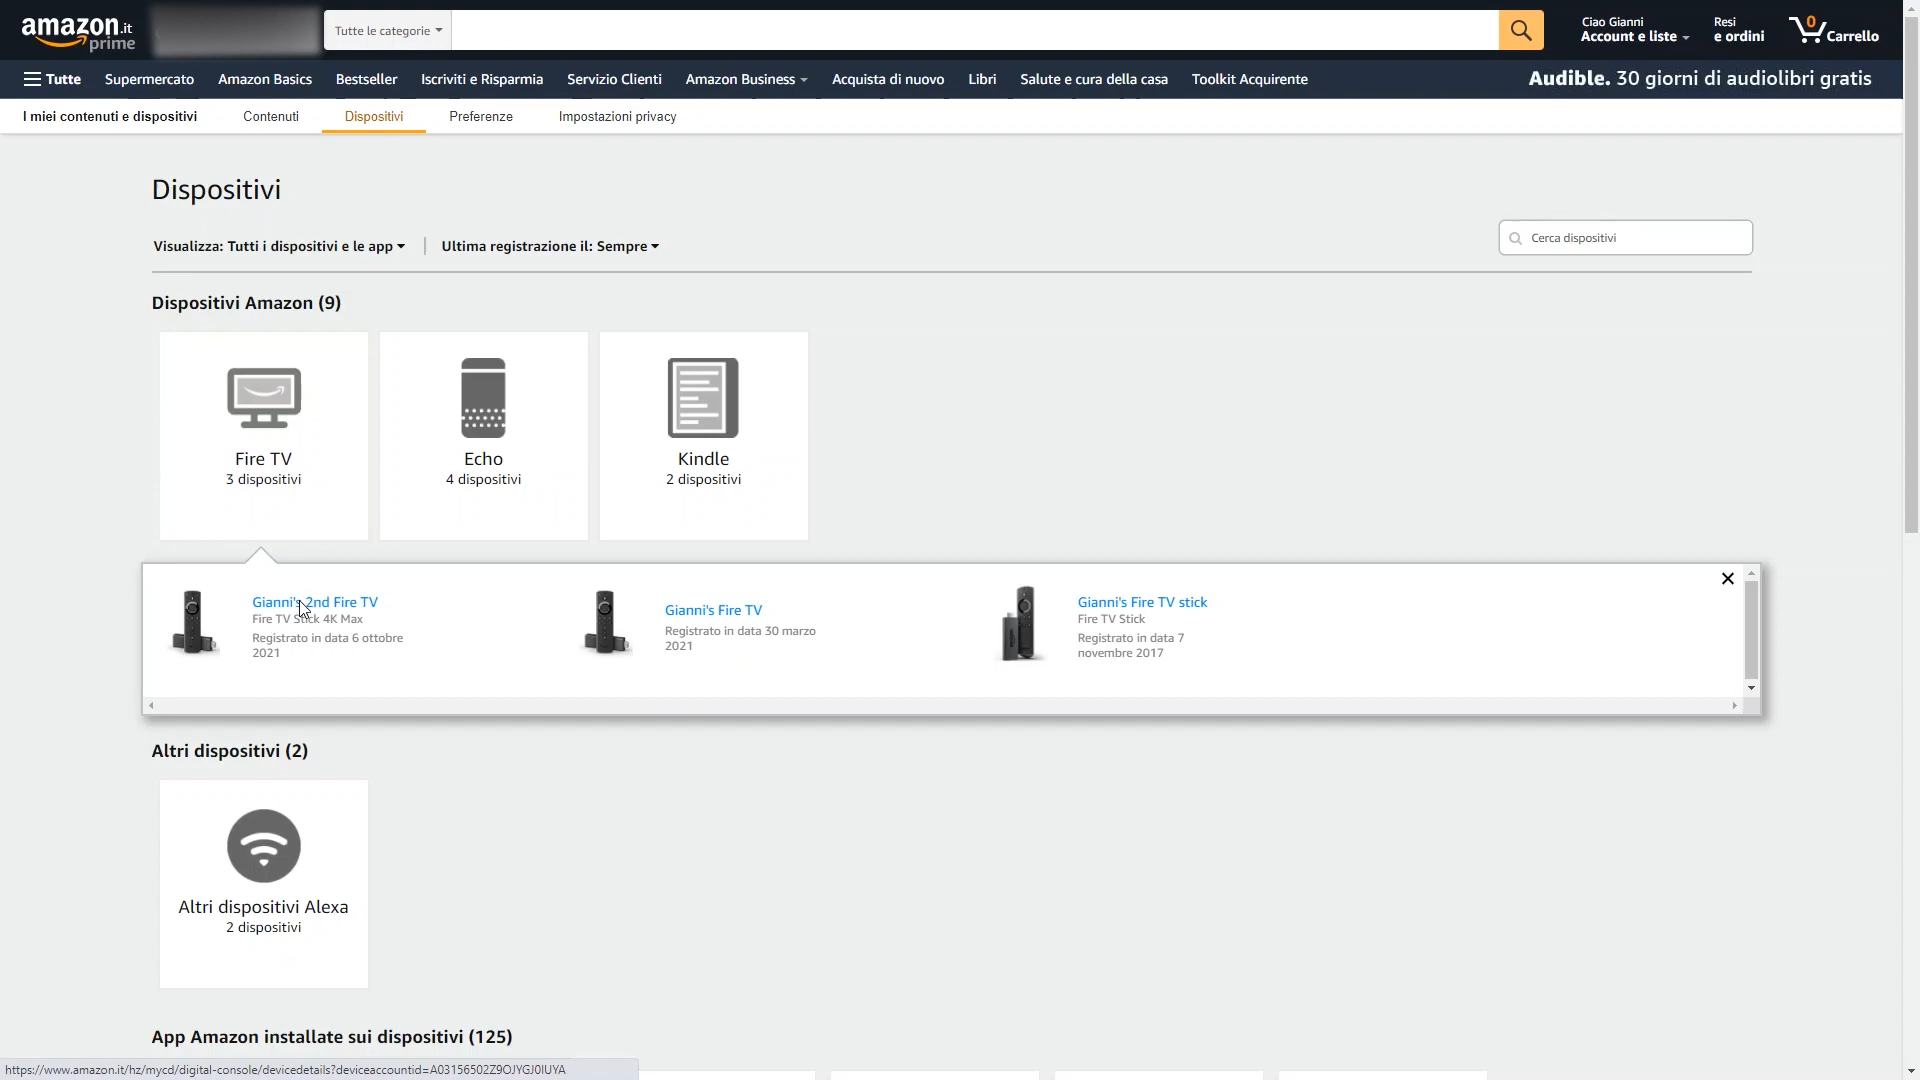 amazon.it
prime
Tutte le categorie
Ciao Gianni
Account e liste
Resi
e ordini
0
Carrello
Tutte
Supermercato
Amazon Basics
Bestseller
Iscriviti e Risparmia
Servizio Clienti
Amazon Business
Acquista di nuovo
Libri
Salute e cura della casa
Toolkit Acquirente
Audible. 30 giorni di audiolibri gratis
I miei contenuti e dispositivi
Contenuti
Dispositivi
Preferenze
Impostazioni privacy
Dispositivi
Visualizza: Tutti i dispositivi e le app
Ultima registrazione il: Sempre
Cerca dispositivi
Dispositivi Amazon (9)
Fire TV
3 dispositivi
Echo
4 dispositivi
Kindle
2 dispositivi
Gianni's 2nd Fire TV
Fire TV Stick 4K Max
Registrato in data 6 ottobre
2021
Gianni's Fire TV
Registrato in data 30 marzo
2021
Gianni's Fire TV stick
Fire TV Stick
Registrato in data 7
novembre 2017
Altri dispositivi (2)
Altri dispositivi Alexa
2 dispositivi
App Amazon installate sui dispositivi (125)
https://www.amazon.it/hz/mycd/digital-console/devicedetails?deviceaccountid=A03156502Z9OJYGJ0IUYA